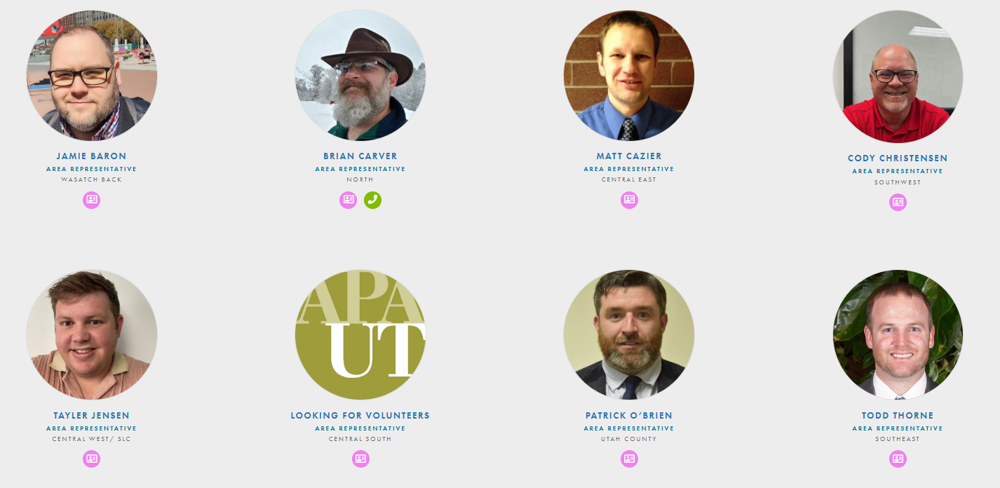 JAMIE BARON
AREA REPRESENTATIVE
WASATCH BACK
BRIAN CARVER
AREA REPRESENTATIVE
NORTH
MATT CAZIER
AREA REPRESENTATIVE
CENTRAL EAST
CODY CHRISTENSEN
AREA REPRESENTATIVE
SOUTHWEST
TAYLER JENSEN
AREA REPRESENTATIVE
CENTRAL WEST/ SLC
APA
UT
LOOKING FOR VOLUNTEERS
AREA REPRESENTATIVE
CENTRAL SOUTH
PATRICK O’BRIEN
AREA REPRESENTATIVE
UTAH COUNTY
TODD THORNE
AREA REPRESENTATIVE
SOUTHEAST